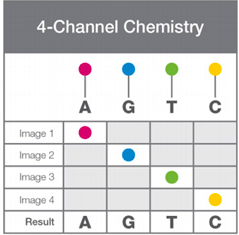 4-Channel Chemistry
A G T C
Image 1
Image 2
Image 3
Image 4
Result A G T C